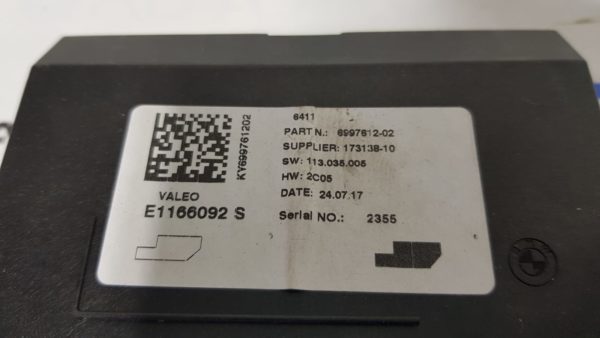 6411
PART N.: 6997612-02
SUPPLIER: 173138-10
SW: 113.035.005
HW: 2C05
DATE: 24.07.17
Serial NO.: 2355
KY699761202
VALEO
E1166092 S